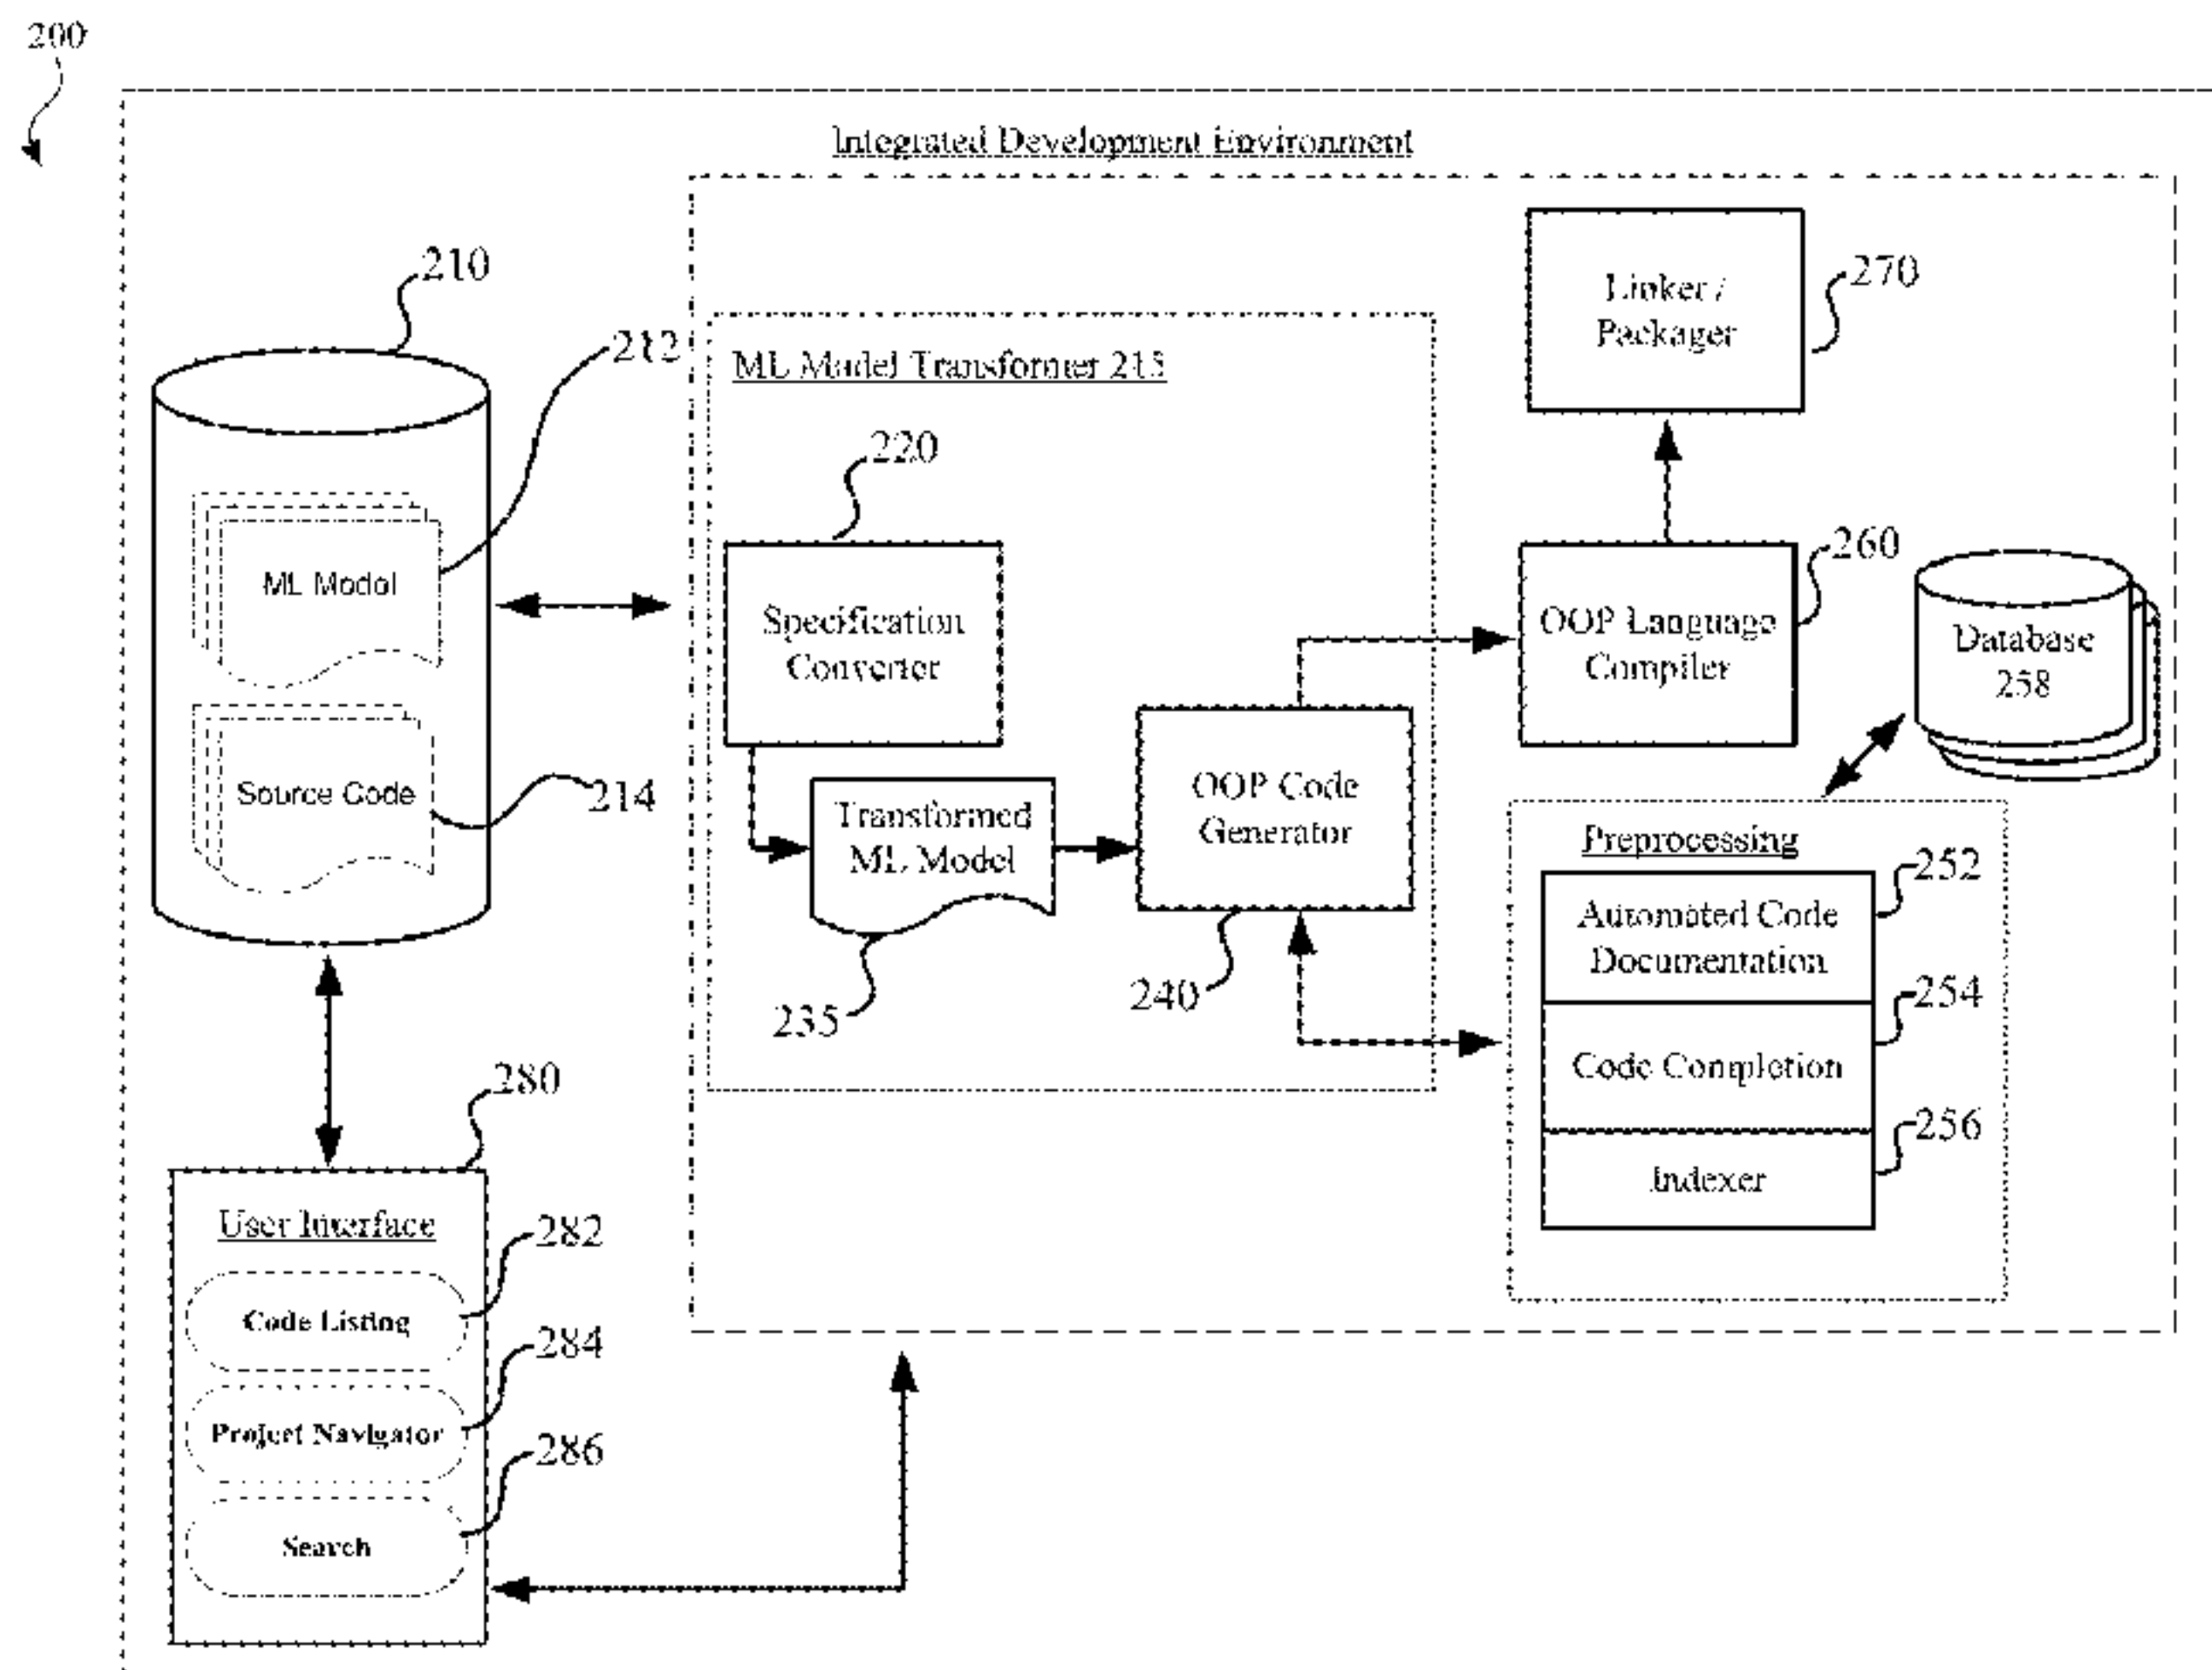 200
Integrated Development Environment
210
212
ML Model
Source Code
214
ML Model Transformer 215
220
Specification
Converter
Transformed
ML Model
235
OOP Code
Generator
240
Linker /
Packager
270
OOP Language
Compiler
260
Database
258
Preprocessing
Automated Code
Documentation
252
Code Completion
254
Indexer
256
280
User Interface
Code Listing
282
Project Navigator
284
Search
286